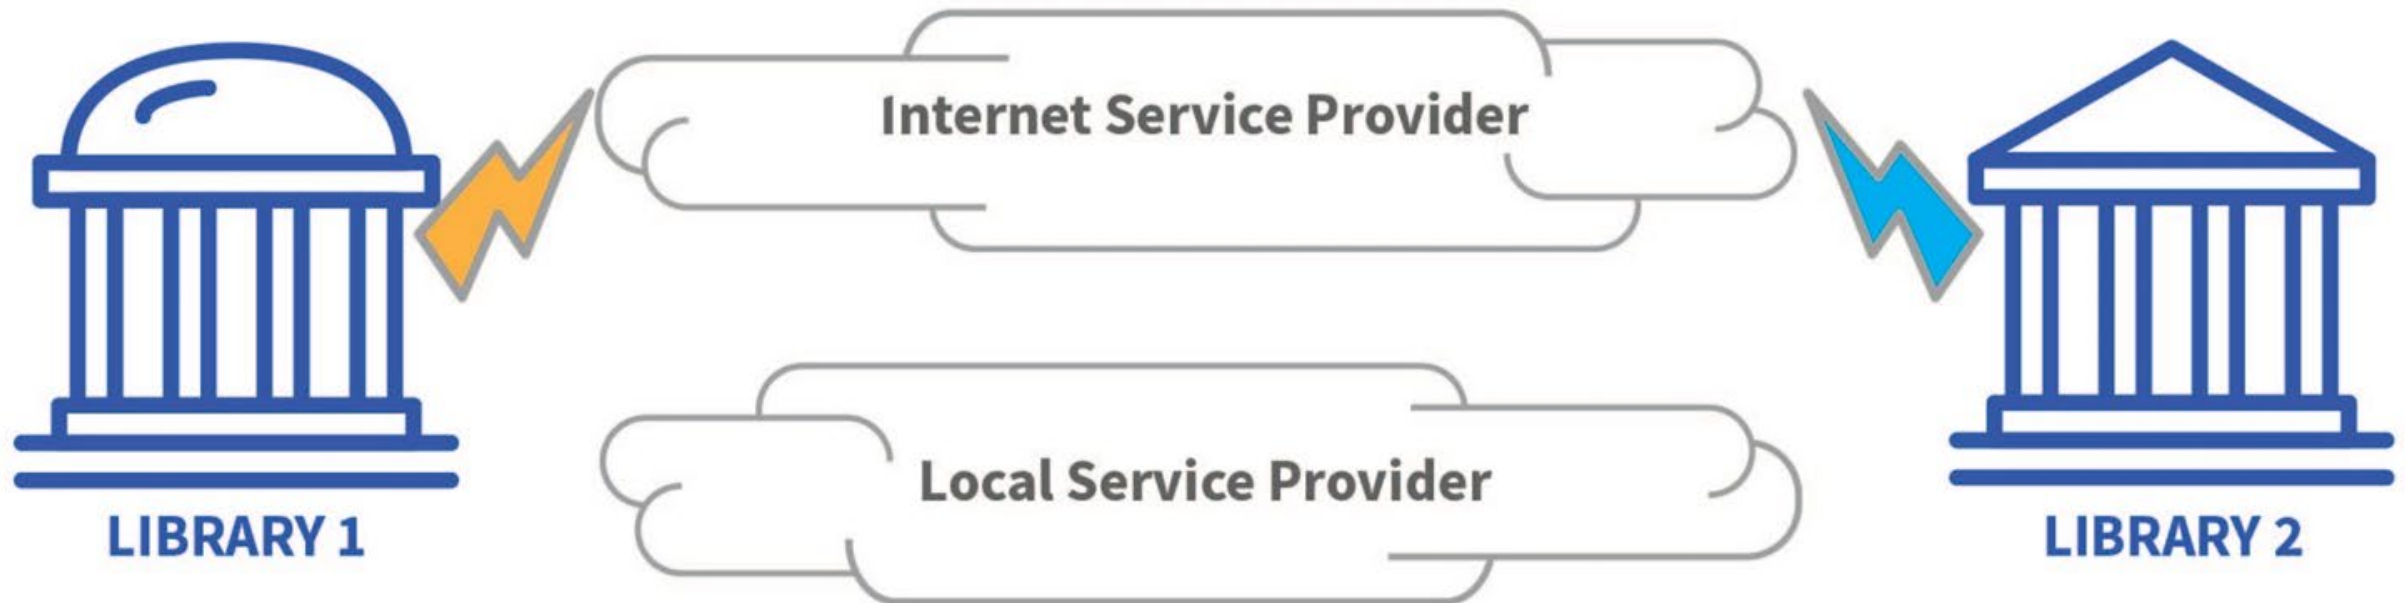 Internet Service Provider
Local Service Provider
LIBRARY 1
LIBRARY 2